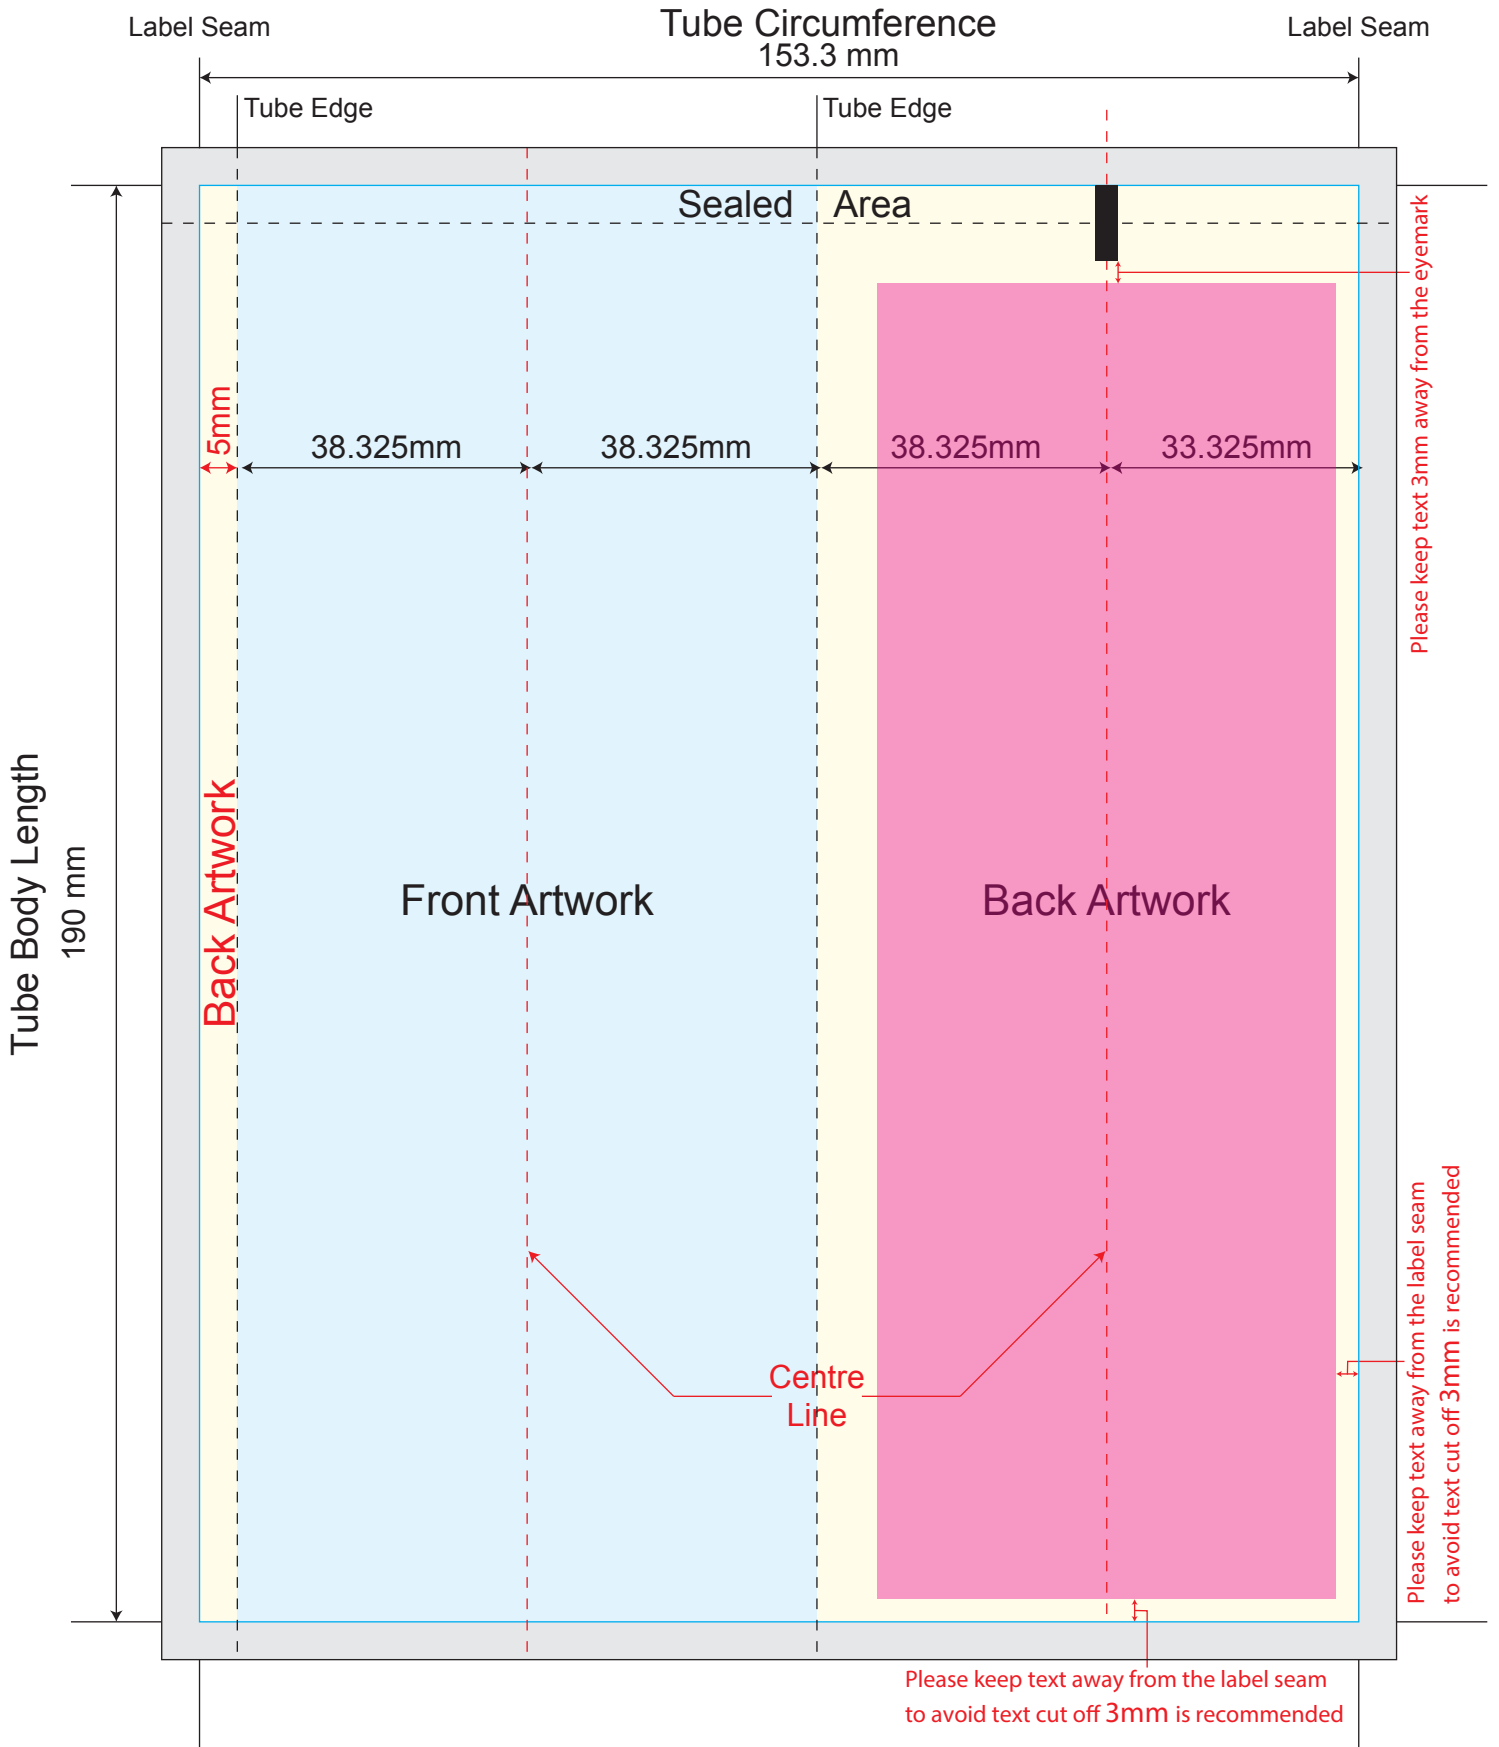 Label Seam
Tube Circumference
Label Seam
153.3 mm
Tube Edge
Tube Edge
Sealed Area
Please keep text 3mm away from the eyemark
5mm
38.325mm
38.325mm
38.325mm
33.325mm
Tube Body Length
190 mm
Back Artwork
Front Artwork
Back Artwork
Centre
Line
Please keep text away from the label seam
to avoid text cut off 3mm is recommended
Please keep text away from the label seam
to avoid text cut off 3mm is recommended